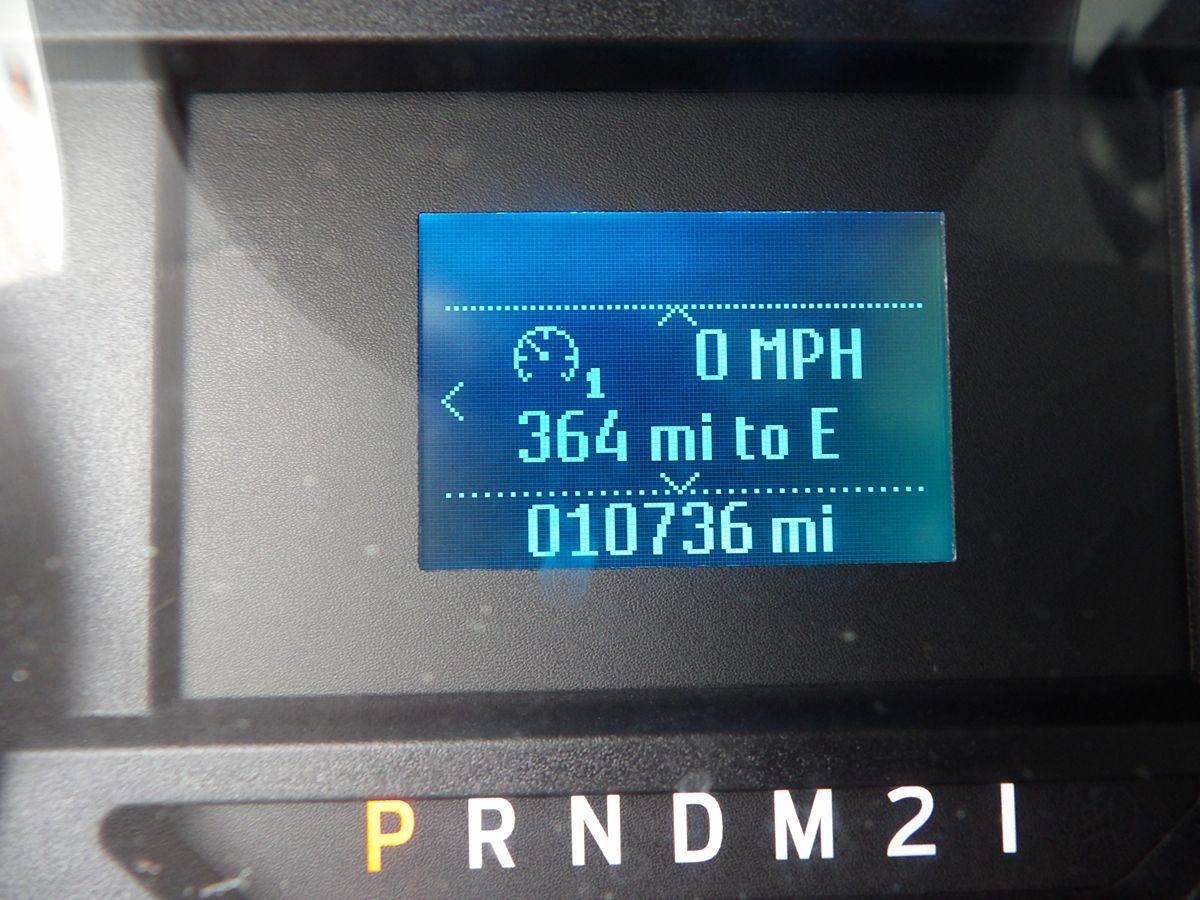 0 MPH
1
364 mi to E
010736 mi
P R N D M 2 1